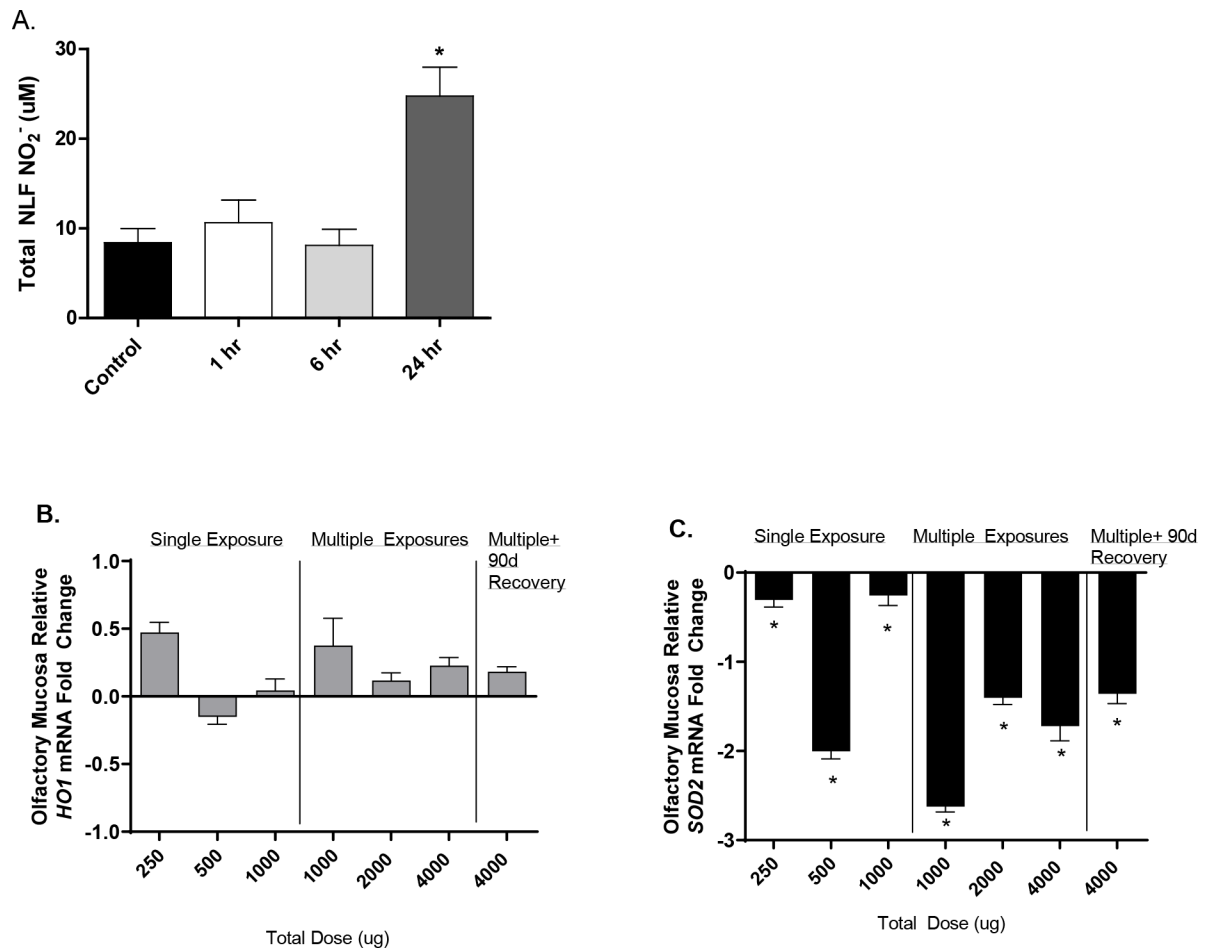 A.
Total NLF NO2- (uM)
30
20
10
0
*
Control
1 hr
6 hr
24 hr
B.
Single Exposure
Multiple Exposures
Multiple+
90d
Recovery
Olfactory Mucosa Relative
HO1 mRNA Fold Change
1.0
0.5
0.0
-0.5
-1.0
250
500
1000
1000
2000
4000
4000
Total Dose (ug)
C.
Single Exposure
Multiple Exposures
Multiple+ 90d
Recovery
Olfactory Mucosa Relative
SOD2 mRNA Fold Change
0
-1
-2
-3
*
*
*
*
*
*
*
250
500
1000
1000
2000
4000
4000
Total Dose (ug)